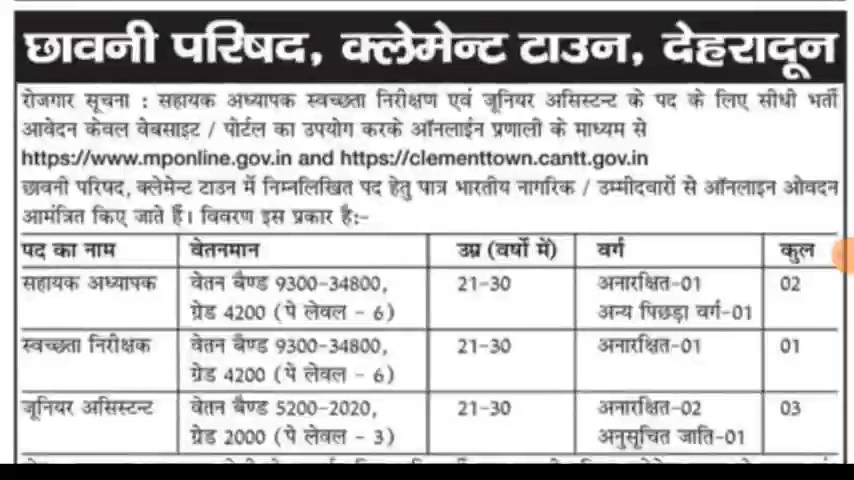 छावनी परिषद, क्लेमेन्ट टाउन, देहरादून
रोजगार सूचना : सहायक अध्यापक स्वच्छता निरीक्षण एवं जूनियर असिस्टेन्ट के पद के लिए सीधी भर्ती
आवेदन केवल वेबसाइट / पोर्टल का उपयोग करके ऑनलाईन प्रणाली के माध्यम से
https://www.mponline.gov.in and https://clementtown.cantt.gov.in
छावनी परिषद, क्लेमेन्ट टाउन में निम्नलिखित पद हेतु पात्र भारतीय नागरिक / उम्मीदवारों से ऑनलाइन ओवदन
आमंत्रित किए जाते हैं। विवरण इस प्रकार है:-
पद का नाम वेतनमान उम्र (वर्षो में) वर्ग कुल
सहायक अध्यापक वेतन बैण्ड 9300-34800, 21-30 अनारक्षित-01 02
ग्रेड 4200 (पे लेवल - 6) अन्य पिछड़ा वर्ग-01
स्वच्छता निरीक्षक वेतन बैण्ड 9300-34800, 21-30 अनारक्षित-01 01
ग्रेड 4200 (पे लेवल - 6)
जूनियर असिस्टेन्ट वेतन बैण्ड 5200-2020, 21-30 अनारक्षित-02 03
ग्रेड 2000 (पे लेवल - 3) अनुसूचित जाति-01